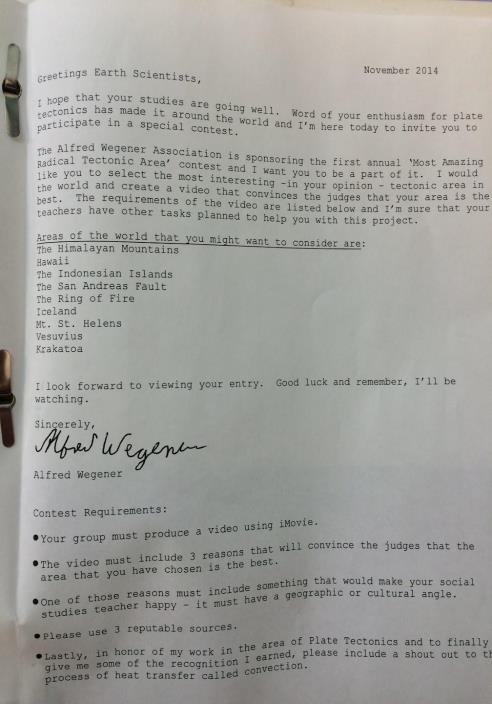 November 2014
Greetings Earth Scientists,
I hope that your studies are going well. Word of your enthusiasm for plate
tectonics has made it around the world and I'm here today to invite you to
participate in a special contest.
The Alfred Wegener Association is sponsoring the first annual 'Most Amazing
Radical Tectonic Area' contest and I want you to be a part of it. I would
like you to select the most interesting -in your opinion - tectonic area in
the world and create a video that convinces the judges that your area is the
best. The requirements of the video are listed below and I'm sure that your
teachers have other tasks planned to help you with this project.
Areas of the world that you might want to consider are:
The Himalayan Mountains
Hawaii
The Indonesian Islands
The San Andreas Fault
The Ring of Fire
Iceland
Mt. St. Helens
Vesuvius
Krakatoa
I look forward to viewing your entry. Good luck and remember, I'll be
watching.
Sincerely,
Alfred Wegener
Alfred Wegener
Contest Requirements:
●Your group must produce a video using iMovie.
●The video must include 3 reasons that will convince the judges that the
area that you have chosen is the best.
●One of those reasons must include something that would make your social
studies teacher happy - it must have a geographic or cultural angle.
●Please use 3 reputable sources.
●Lastly, in honor of my work in the area of Plate Tectonics and to finally
give me some of the recognition I earned, please include a shout out to
process of heat transfer called convection.